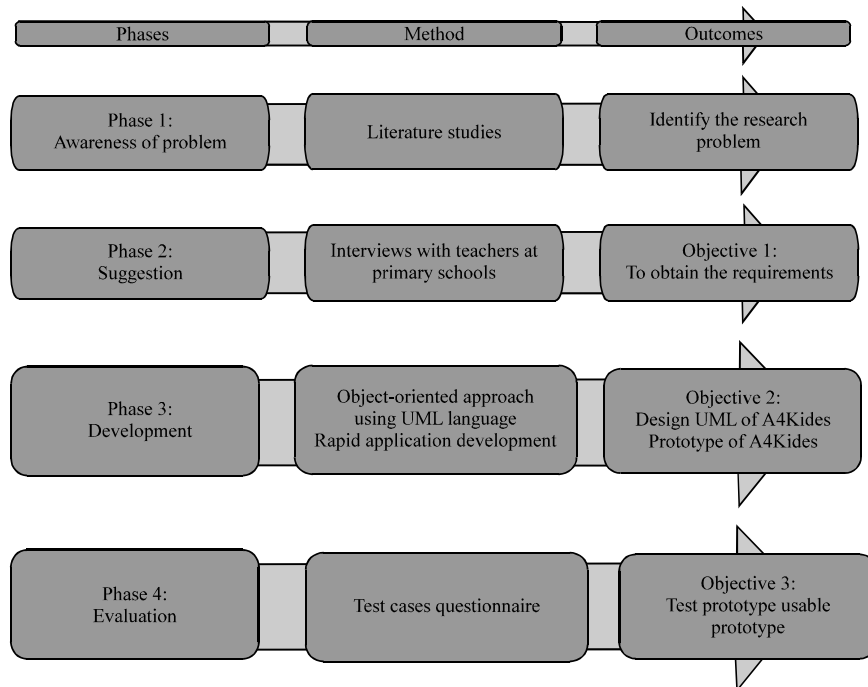 Phases
Method
Outcomes
Phase 1:
Awareness of problem
Literature studies
Identify the research
problem
Phase 2:
Suggestion
Interviews with teachers at
primary schools
Objective 1:
To obtain the requirements
Phase 3:
Development
Object-oriented approach
using UML language
Rapid application development
Objective 2:
Design UML of A4Kides
Prototype of A4Kides
Phase 4:
Evaluation
Test cases questionnaire
Objective 3:
Test prototype usable
prototype